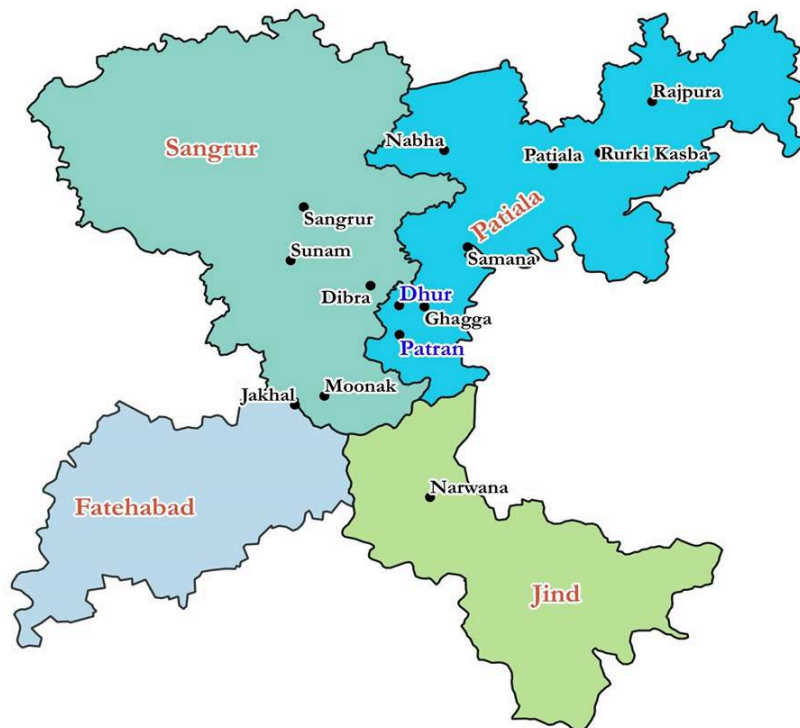 Rajpura
Nabha
Patiala
Rurki Kasba
Sangrur
Sangrur
Patiala
Sunam
Samana
Dibra
Dhur
Ghagga
Patran
Jakhal
Moonak
Narwana
Fatehabad
Jind